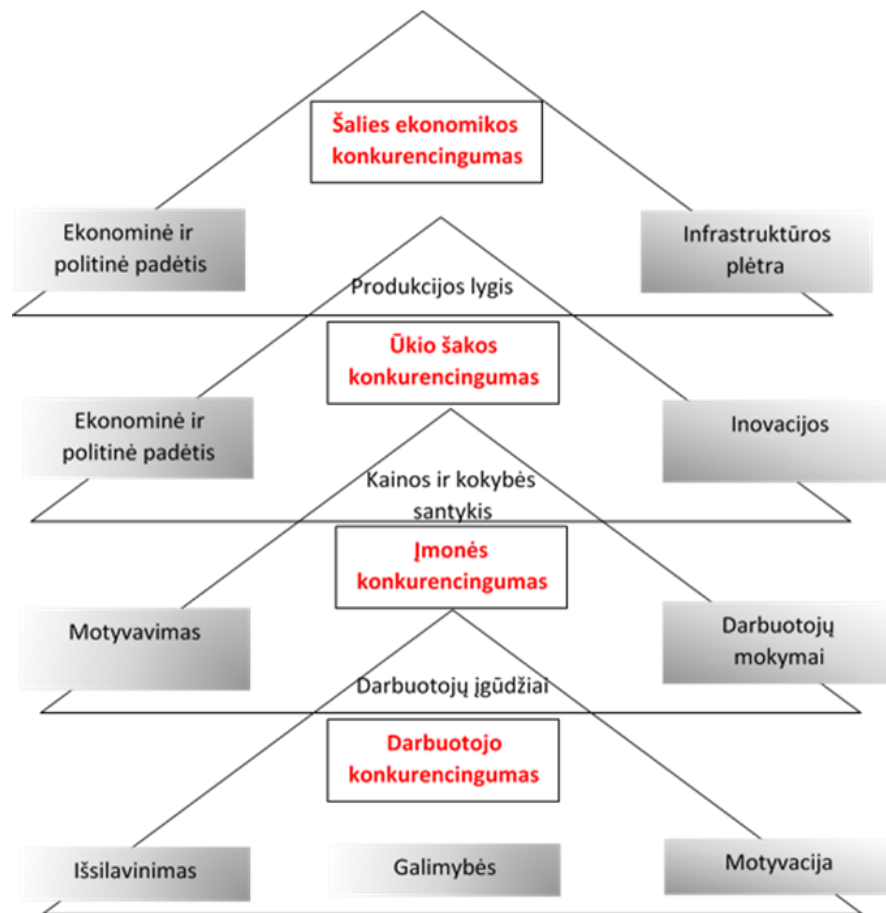 Šalies ekonomikos
konkurencingumas
Ekonominė ir
politinė padėtis
Infrastruktūros
plėtra
Produkcijos lygis
Ūkio šakos
konkurencingumas
Ekonominė ir
politinė padėtis
Inovacijos
Kainos ir kokybės
santykis
Įmonės
konkurencingumas
Motyvavimas
Darbuotojų
mokymai
Darbuotojų įgūdžiai
Darbuotojo
konkurencingumas
Išsilavinimas
Galimybės
Motyvacija